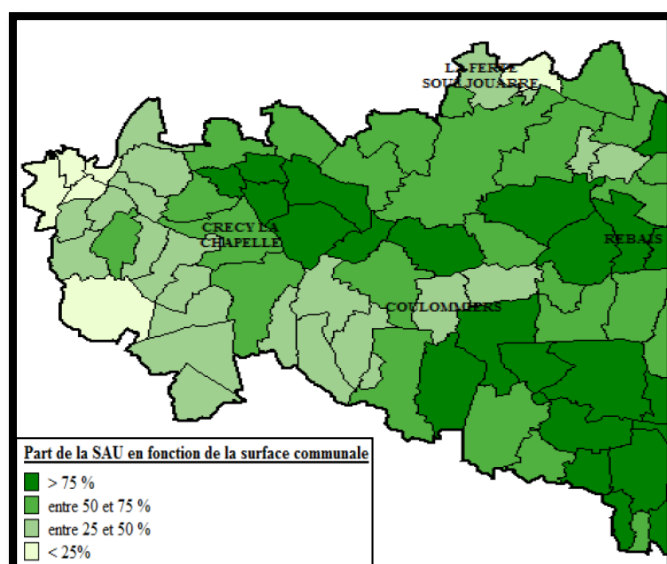 LA FERTE
SOUS JOUARRE
CRECY LA
CHAPELLE
REBAIS
COULOMMIERS
Part de la SAU en fonction de la surface communale
> 75 %
entre 50 et 75 %
entre 25 et 50 %
< 25%